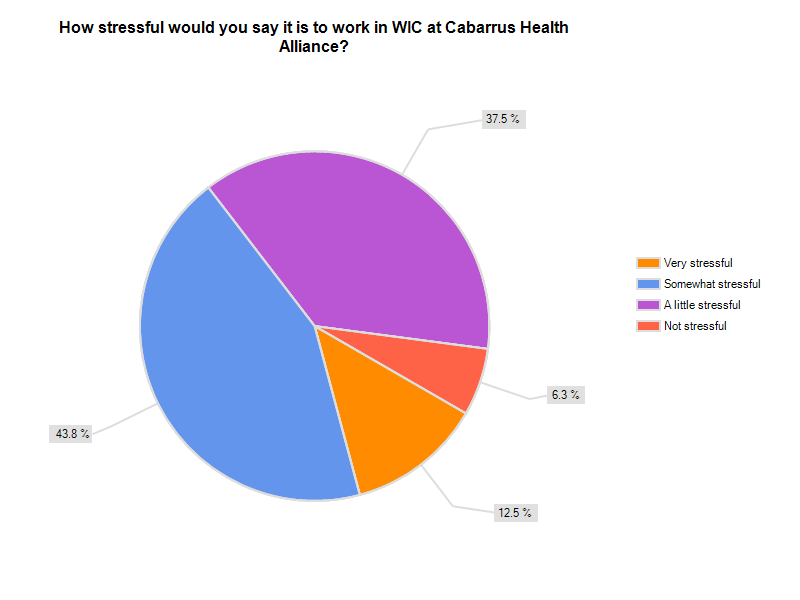 How stressful would you say it is to work in WIC at Cabarrus Health
Alliance?
37.5 %
Very stressful
Somewhat stressful
A little stressful
Not stressful
6.3 %
43.8 %
12.5 %